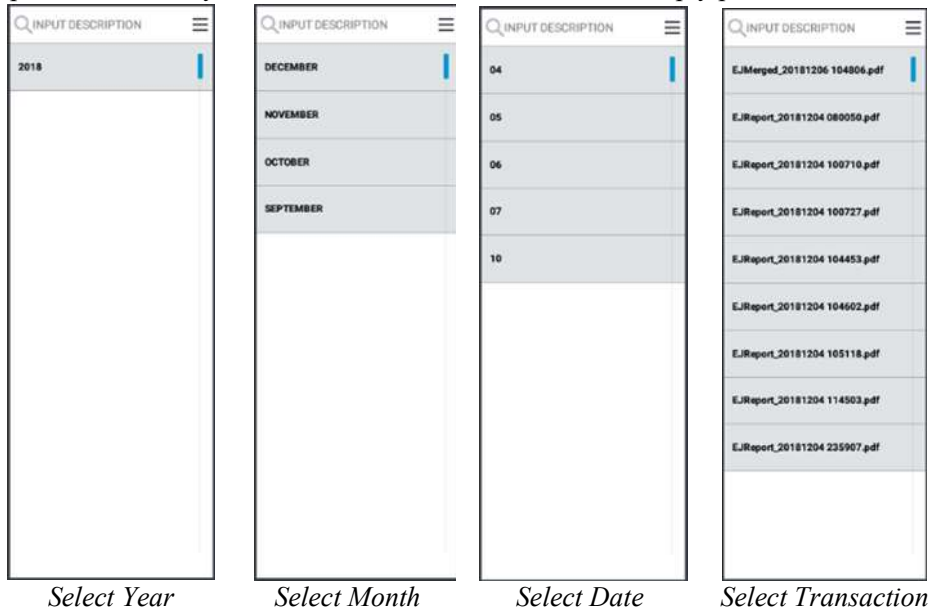 INPUT DESCRIPTION
2018
Select Year
INPUT DESCRIPTION
DECEMBER
NOVEMBER
OCTOBER
SEPTEMBER
Select Month
INPUT DESCRIPTION
04
05
06
07
10
Select Date
INPUT DESCRIPTION
EJMerged_20181206 104806.pdf
EJReport_20181204 080050.pdf
EJReport_20181204 100710.pdf
EJReport_20181204 100727.pdf
EJReport_20181204 104453.pdf
EJReport_20181204 104602.pdf
EJReport_20181204 105118.pdf
EJReport_20181204 114503.pdf
EJReport_20181204 235907.pdf
Select Transaction